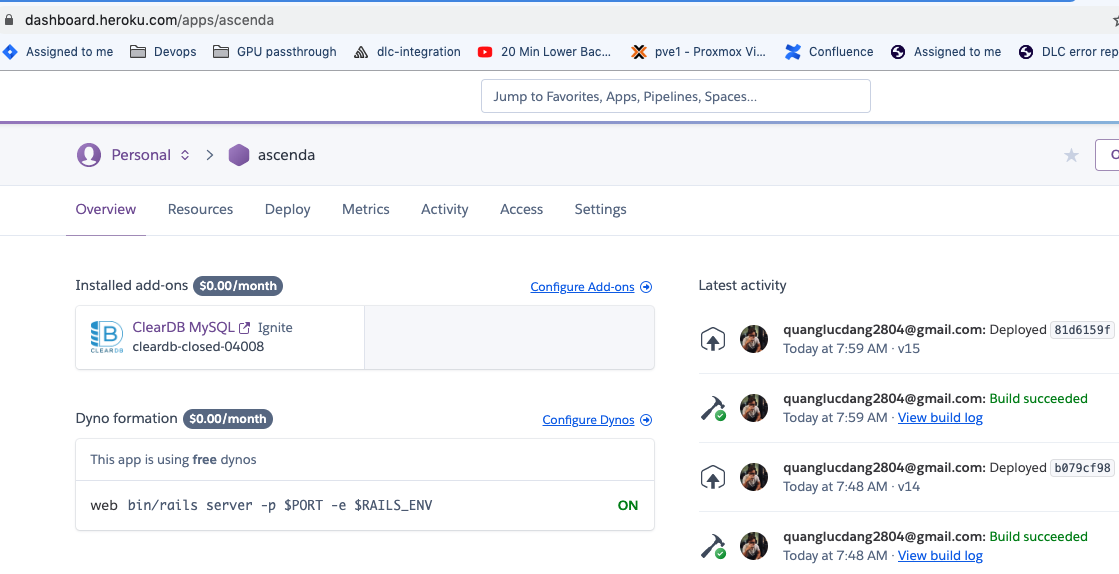 dashboard.heroku.com/apps/ascenda
Assigned to me Devops GPU passthrough dlc-integration 20 Min Lower Bac... pve1 - Proxmox Vi... Confluence Assigned to me DLC error rep
Jump to Favorites, Apps, Pipelines, Spaces...
Personal ascenda
Overview Resources Deploy Metrics Activity Access Settings
Installed add-ons $0.00/month Configure Add-ons
ClearDB MySQL Ignite
cleardb-closed-04008
CLEARDB
Dyno formation $0.00/month Configure Dynos
This app is using free dynos
web bin/rails server -p $PORT -e $RAILS_ENV ON
Latest activity
quanglucdang2804@gmail.com: Deployed 81d6159f
Today at 7:59 AM · v15
quanglucdang2804@gmail.com: Build succeeded
Today at 7:59 AM · View build log
quanglucdang2804@gmail.com: Deployed b079cf98
Today at 7:48 AM · v14
quanglucdang2804@gmail.com: Build succeeded
Today at 7:48 AM · View build log